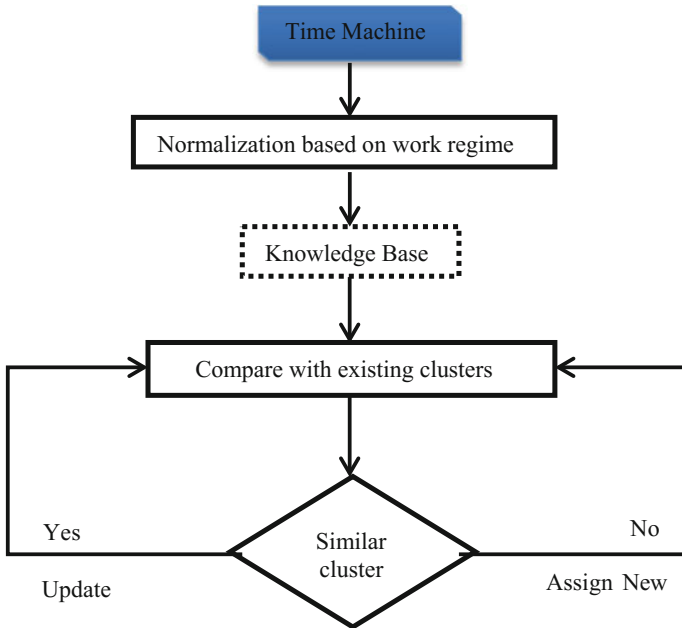 Time Machine
Normalization based on work regime
Knowledge Base
Compare with existing clusters
Yes
No
Similar
cluster
Update
Assign New